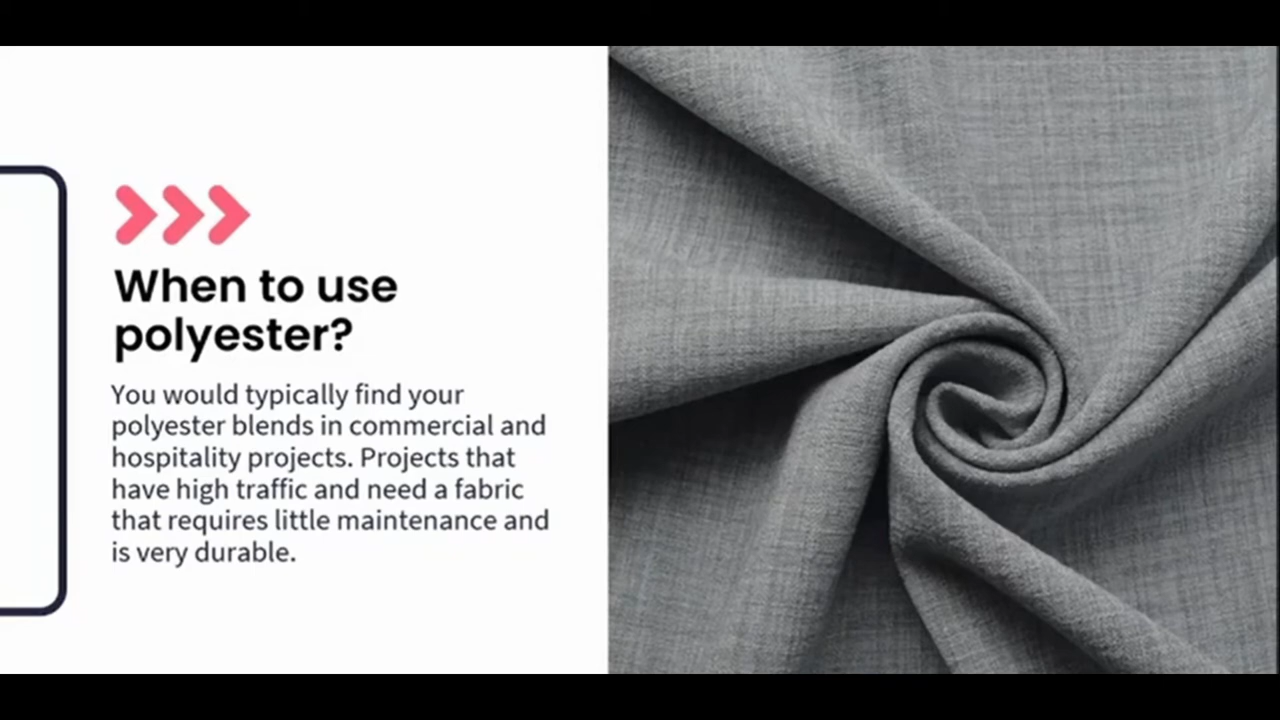 When to use
polyester?
You would typically find your
polyester blends in commercial and
hospitality projects. Projects that
have high traffic and need a fabric
that requires little maintenance and
is very durable.